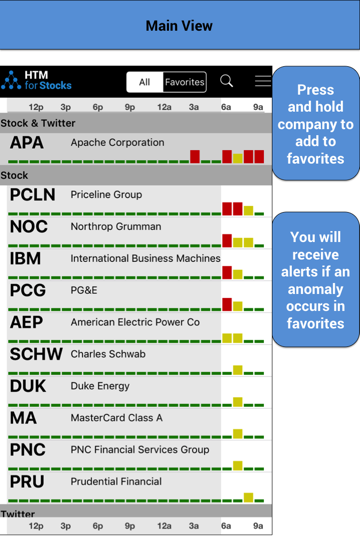 Main View
HTM
for Stocks
All Favorites
12p 3p 6p 9p 12a 3a 6a 9a
Stock & Twitter
APA Apache Corporation
Stock
PCLN Priceline Group
NOC Northrop Grumman
IBM International Business Machines
PCG PG&E
AEP American Electric Power Co
SCHW Charles Schwab
DUK Duke Energy
MA MasterCard Class A
PNC PNC Financial Services Group
PRU Prudential Financial
Twitter
12p 3p 6p 9p 12a 3a 6a 9a
Press
and hold
company to
add to
favorites
You will
receive
alerts if an
anomaly
occurs in
favorites